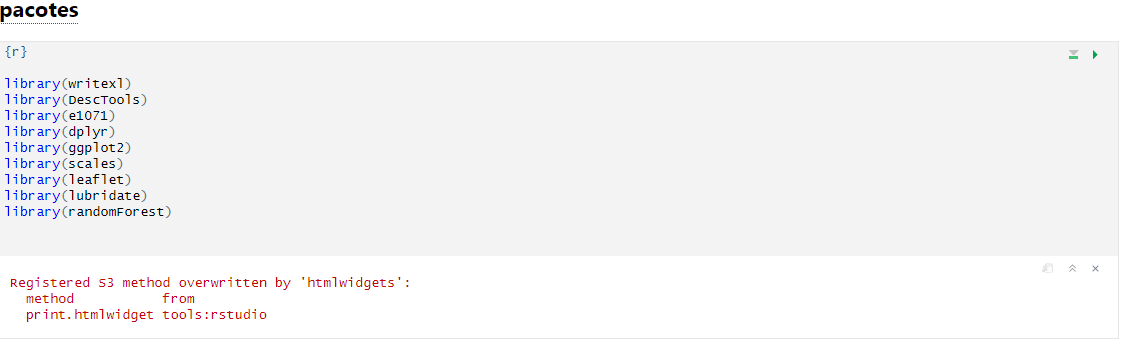 pacotes
{r}
library(writexl)
library(DescTools)
library(e1071)
library(dplyr)
library(ggplot2)
library(scales)
library(leaflet)
library(lubridate)
library(randomForest)
Registered S3 method overwritten by 'htmlwidgets':
  method           from
  print.htmlwidget tools:rstudio